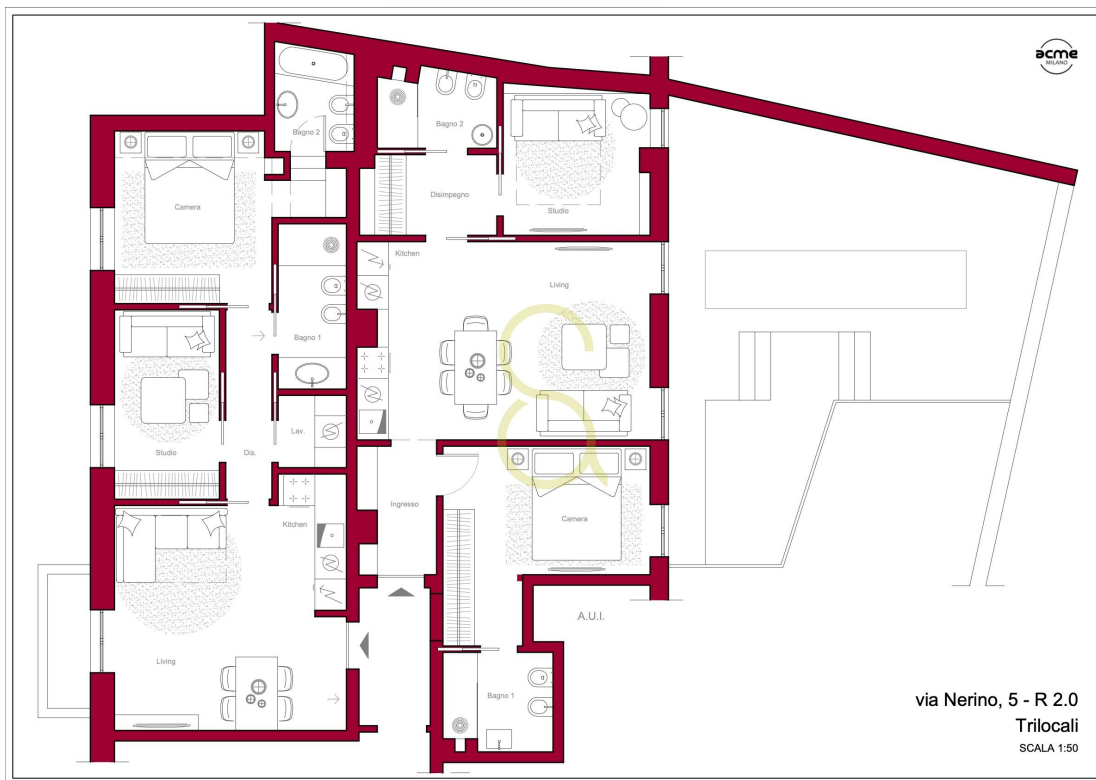 acme
MILANO
Bagno 2
Bagno 2
Camera
Disimpegno
Studio
Kitchen
Living
Bagno 1
Studio
Dis.
Lav.
Kitchen
Ingresso
Camera
A.U.I.
Living
Bagno 1
via Nerino, 5 - R 2.0
Trilocali
SCALA 1:50